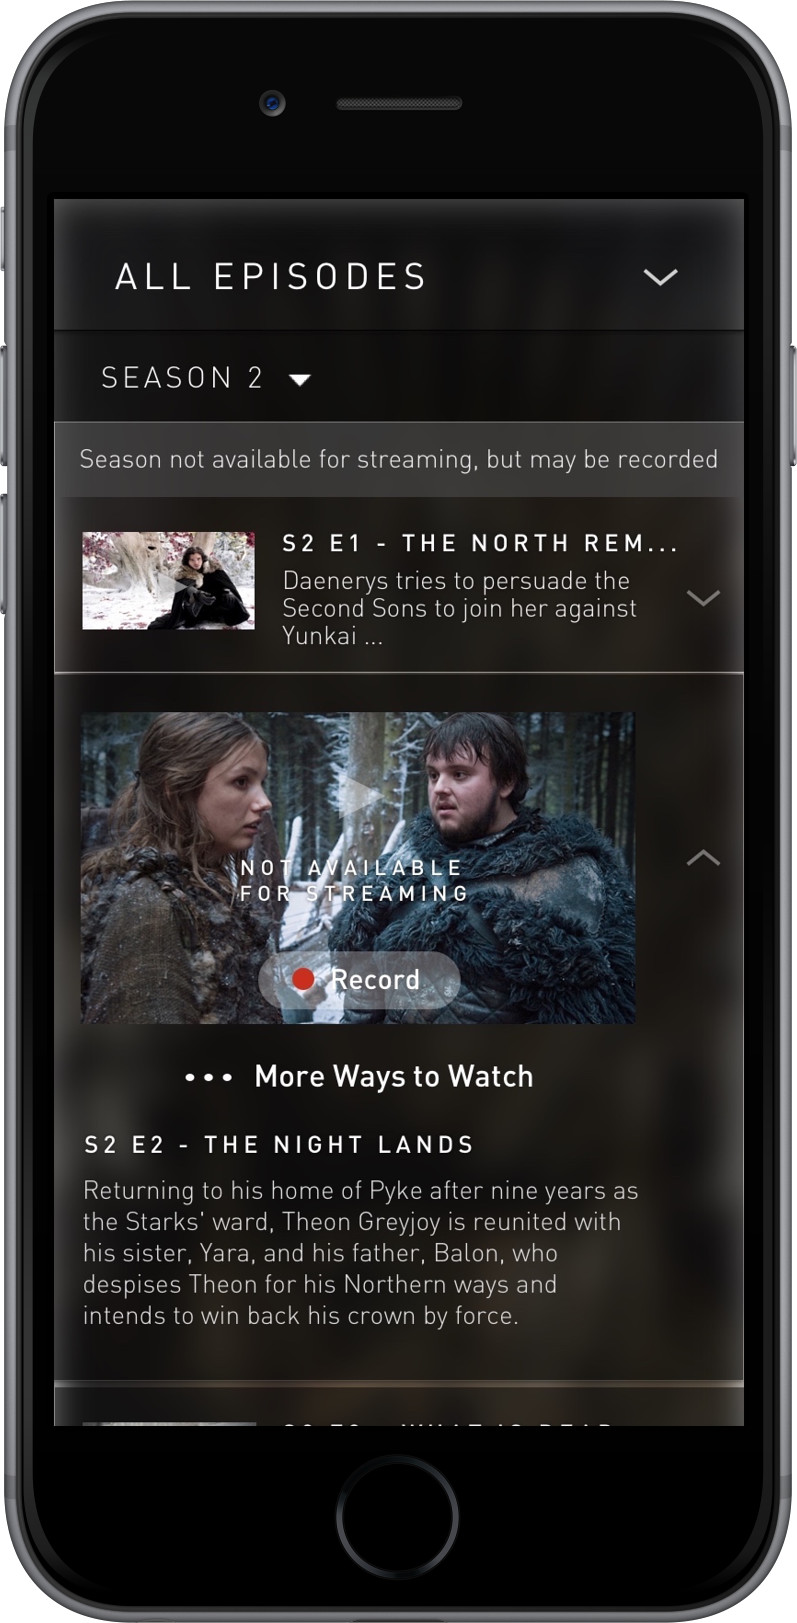 ALL EPISODES
SEASON 2
Season not available for streaming, but may be recorded
S2 E1 - THE NORTH REM...
Daenerys tries to persuade the
Second Sons to join her against
Yunkai ...
NOT AVAILABLE
FOR STREAMING
Record
••• More Ways to Watch
S2 E2 - THE NIGHT LANDS
Returning to his home of Pyke after nine years as
the Starks' ward, Theon Greyjoy is reunited with
his sister, Yara, and his father, Balon, who
despises Theon for his Northern ways and
intends to win back his crown by force.